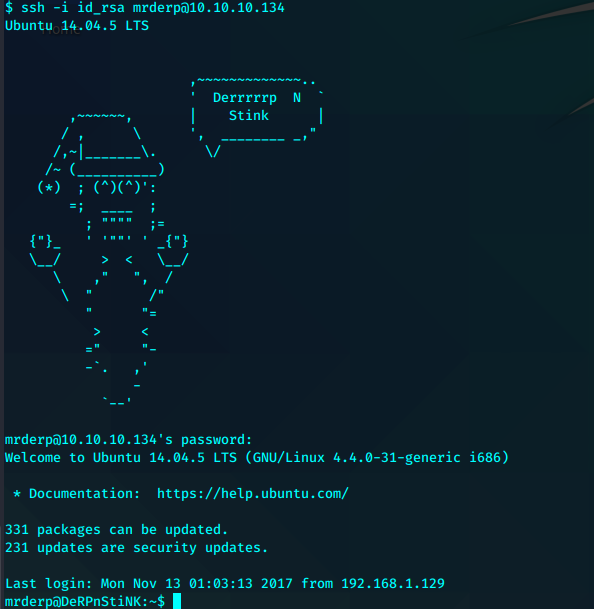 $ ssh -i id_rsa mrderp@10.10.10.134
Ubuntu 14.04.5 LTS
                       ,~~~~~~~~~~~~~..
                       '  Derrrrrp  N  `
        ,~~~~~~,       |    Stink      |
       / ,      \      ',  ________ _,"
      /,~|_______\.      \/
     /~ (__________)
    (*)  ; (^)(^)':
        =;  ____  ;
          ; """"  ;=
   {"}_   ' '""' ' _{"}
   \__/     >  <   \__/
      \    ,"   ",  /
       \  "       /"
          "      "=
           >     <
          ="     "-
          -`.   ,'
                -
            `--'
mrderp@10.10.10.134's password:
Welcome to Ubuntu 14.04.5 LTS (GNU/Linux 4.4.0-31-generic i686)
 * Documentation:  https://help.ubuntu.com/
331 packages can be updated.
231 updates are security updates.
Last login: Mon Nov 13 01:03:13 2017 from 192.168.1.129
mrderp@DeRPnStiNK:~$